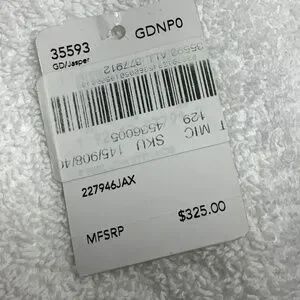 35593
GDNP0
GD/Jasper
SKU 4536005
MIC
129
227946JAX
MFSRP
$325.00